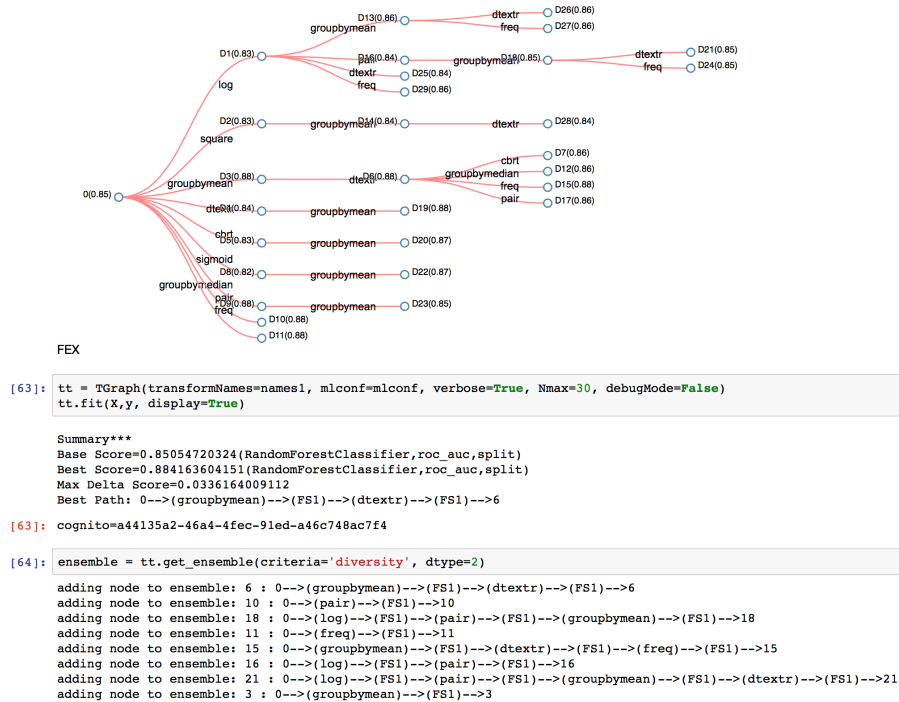 D13(0.86)
groupbymean
dtextr
D26(0.86)
freq
D27(0.86)
D1(0.83)
D16(0.84)
pair
groupbymean
D18(0.85)
dtextr
D21(0.85)
freq
D24(0.85)
dtextr
D25(0.84)
freq
D29(0.86)
log
D2(0.83)
groupbymean
D14(0.84)
dtextr
D28(0.84)
square
D3(0.88)
groupbymean
dtextr
D6(0.88)
cbrt
D7(0.86)
groupbymedian
D12(0.86)
freq
D15(0.88)
pair
D17(0.86)
0(0.85)
dtextr
D4(0.84)
groupbymean
D19(0.88)
cbrt
D5(0.83)
groupbymean
D20(0.87)
sigmoid
D8(0.82)
groupbymean
D22(0.87)
groupbymedian
pair
D9(0.88)
groupbymean
D23(0.85)
freq
D10(0.88)
D11(0.88)
FEX
[63]: tt = TGraph(transformNames=names1, mlconf=mlconf, verbose=True, Nmax=30, debugMode=False)
tt.fit(X,y, display=True)
Summary***
Base Score=0.85054720324(RandomForestClassifier,roc_auc,split)
Best Score=0.884163604151(RandomForestClassifier,roc_auc,split)
Max Delta Score=0.0336164009112
Best Path: 0-->(groupbymean)-->(FS1)-->(dtextr)-->(FS1)-->6
[63]: cognito=a44135a2-46a4-4fec-91ed-a46c748ac7f4
[64]: ensemble = tt.get_ensemble(criteria='diversity', dtype=2)
adding node to ensemble: 6 : 0-->(groupbymean)-->(FS1)-->(dtextr)-->(FS1)-->6
adding node to ensemble: 10 : 0-->(pair)-->(FS1)-->10
adding node to ensemble: 18 : 0-->(log)-->(FS1)-->(pair)-->(FS1)-->(groupbymean)-->(FS1)-->18
adding node to ensemble: 11 : 0-->(freq)-->(FS1)-->11
adding node to ensemble: 15 : 0-->(groupbymean)-->(FS1)-->(dtextr)-->(FS1)-->(freq)-->(FS1)-->15
adding node to ensemble: 16 : 0-->(log)-->(FS1)-->(pair)-->(FS1)-->16
adding node to ensemble: 21 : 0-->(log)-->(FS1)-->(pair)-->(FS1)-->(groupbymean)-->(FS1)-->(dtextr)-->(FS1)-->21
adding node to ensemble: 3 : 0-->(groupbymean)-->(FS1)-->3